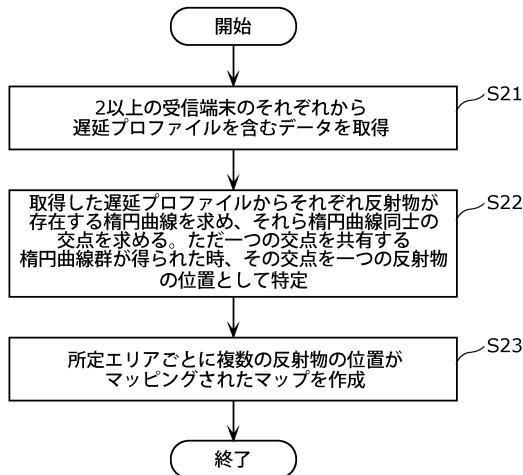 開始
2以上の受信端末のそれぞれから
遅延プロファイルを含むデータを取得
S21
取得した遅延プロファイルからそれぞれ反射物が
存在する楕円曲線を求め、それら楕円曲線同士の
交点を求める。ただ一つの交点を共有する
楕円曲線群が得られた時、その交点を一つの反射物
の位置として特定
S22
所定エリアごとに複数の反射物の位置が
マッピングされたマップを作成
S23
終了